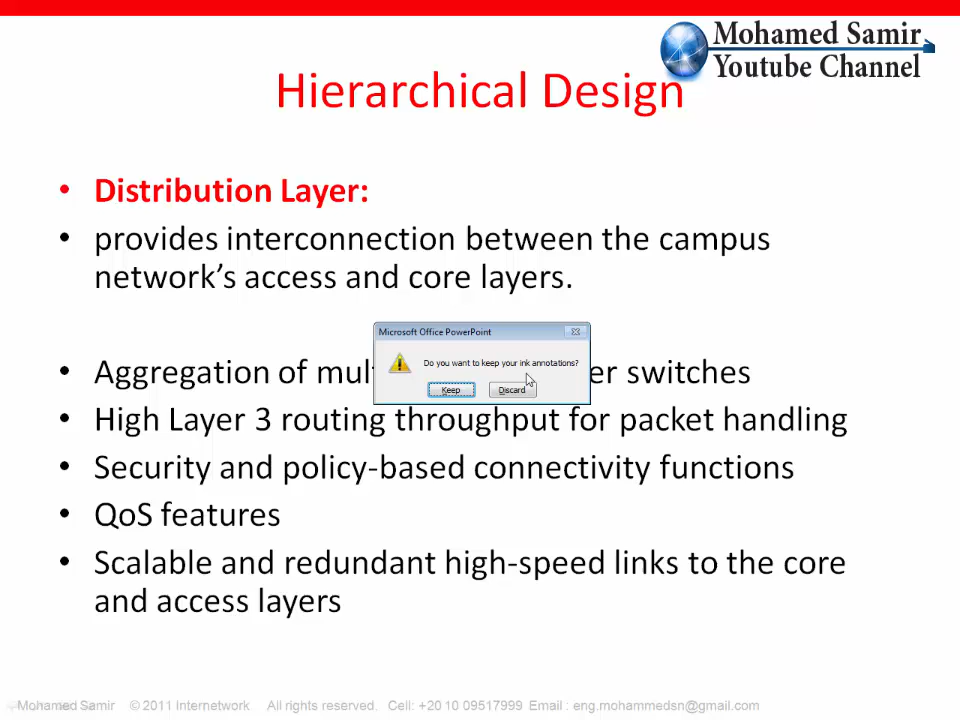 Mohamed Samir
Youtube Channel
Hierarchical Design
• Distribution Layer:
• provides interconnection between the campus
network’s access and core layers.
Microsoft Office PowerPoint
Do you want to keep your ink annotations?
Keep Discard
• Aggregation of er switches
• High Layer 3 routing throughput for packet handling
• Security and policy-based connectivity functions
• QoS features
• Scalable and redundant high-speed links to the core
and access layers
Mohamed Samir © 2011 Internetwork All rights reserved. Cell: +20 10 09517999 Email : eng.mohammedsn@gmail.com